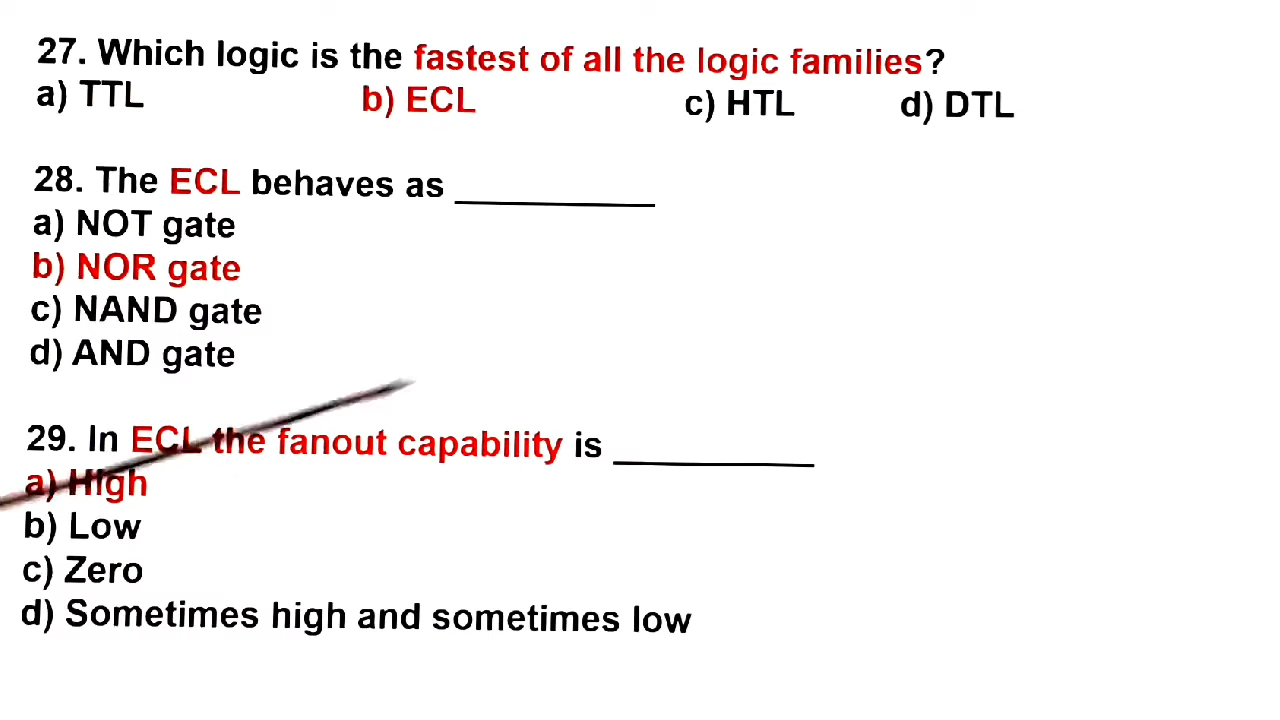 27. Which logic is the fastest of all the logic families?
a) TTL b) ECL c) HTL d) DTL
28. The ECL behaves as __________
a) NOT gate
b) NOR gate
c) NAND gate
d) AND gate
29. In ECL the fanout capability is __________
a) High
b) Low
c) Zero
d) Sometimes high and sometimes low